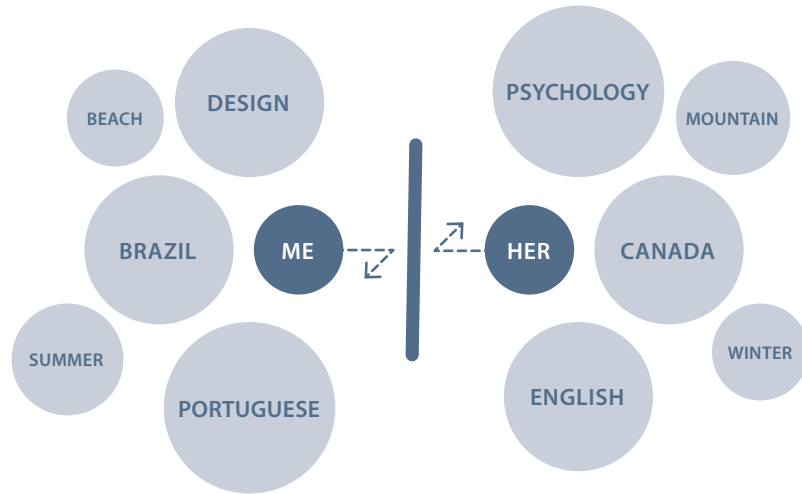 DESIGN
BEACH
BRAZIL
ME
SUMMER
PORTUGUESE
PSYCHOLOGY
MOUNTAIN
HER
CANADA
WINTER
ENGLISH